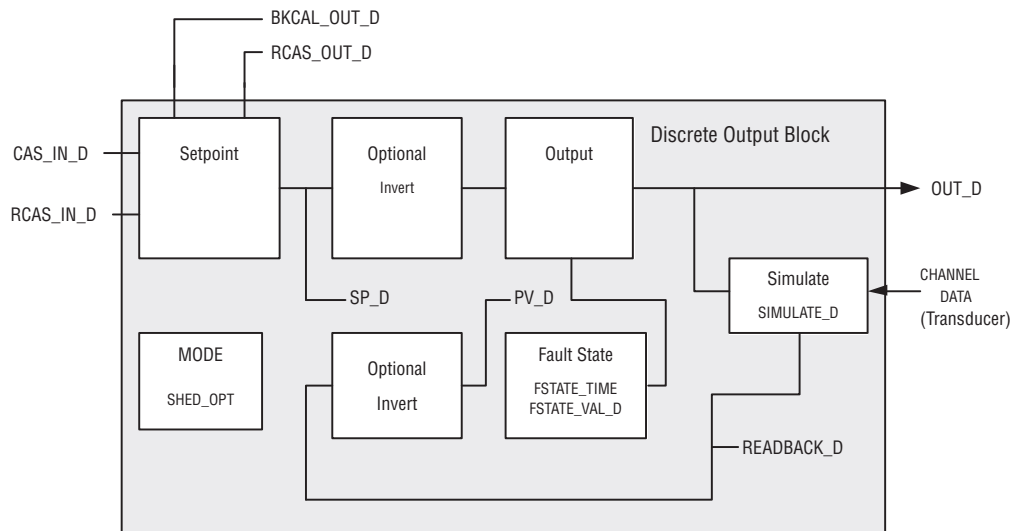 BKCAL_OUT_D
RCAS_OUT_D
Discrete Output Block
CAS_IN_D
RCAS_IN_D
Setpoint
Optional
Invert
Output
OUT_D
Simulate
SIMULATE_D
CHANNEL
DATA
(Transducer)
SP_D
PV_D
MODE
SHED_OPT
Optional
Invert
Fault State
FSTATE_TIME
FSTATE_VAL_D
READBACK_D